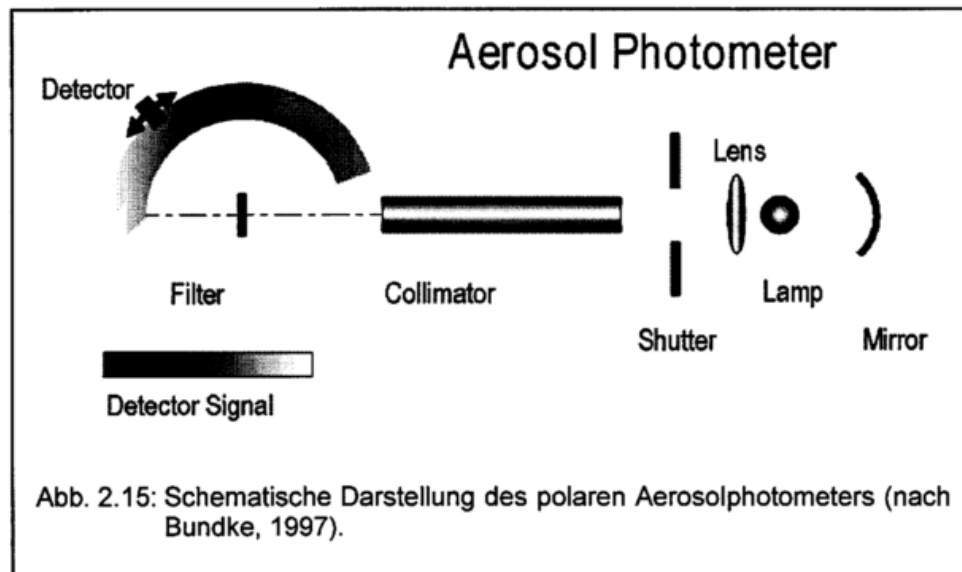 Aerosol Photometer
Detector
Lens
Filter
Collimator
Lamp
Shutter
Mirror
Detector Signal
Abb. 2.15: Schematische Darstellung des polaren Aerosolphotometers (nach
Bundke, 1997).